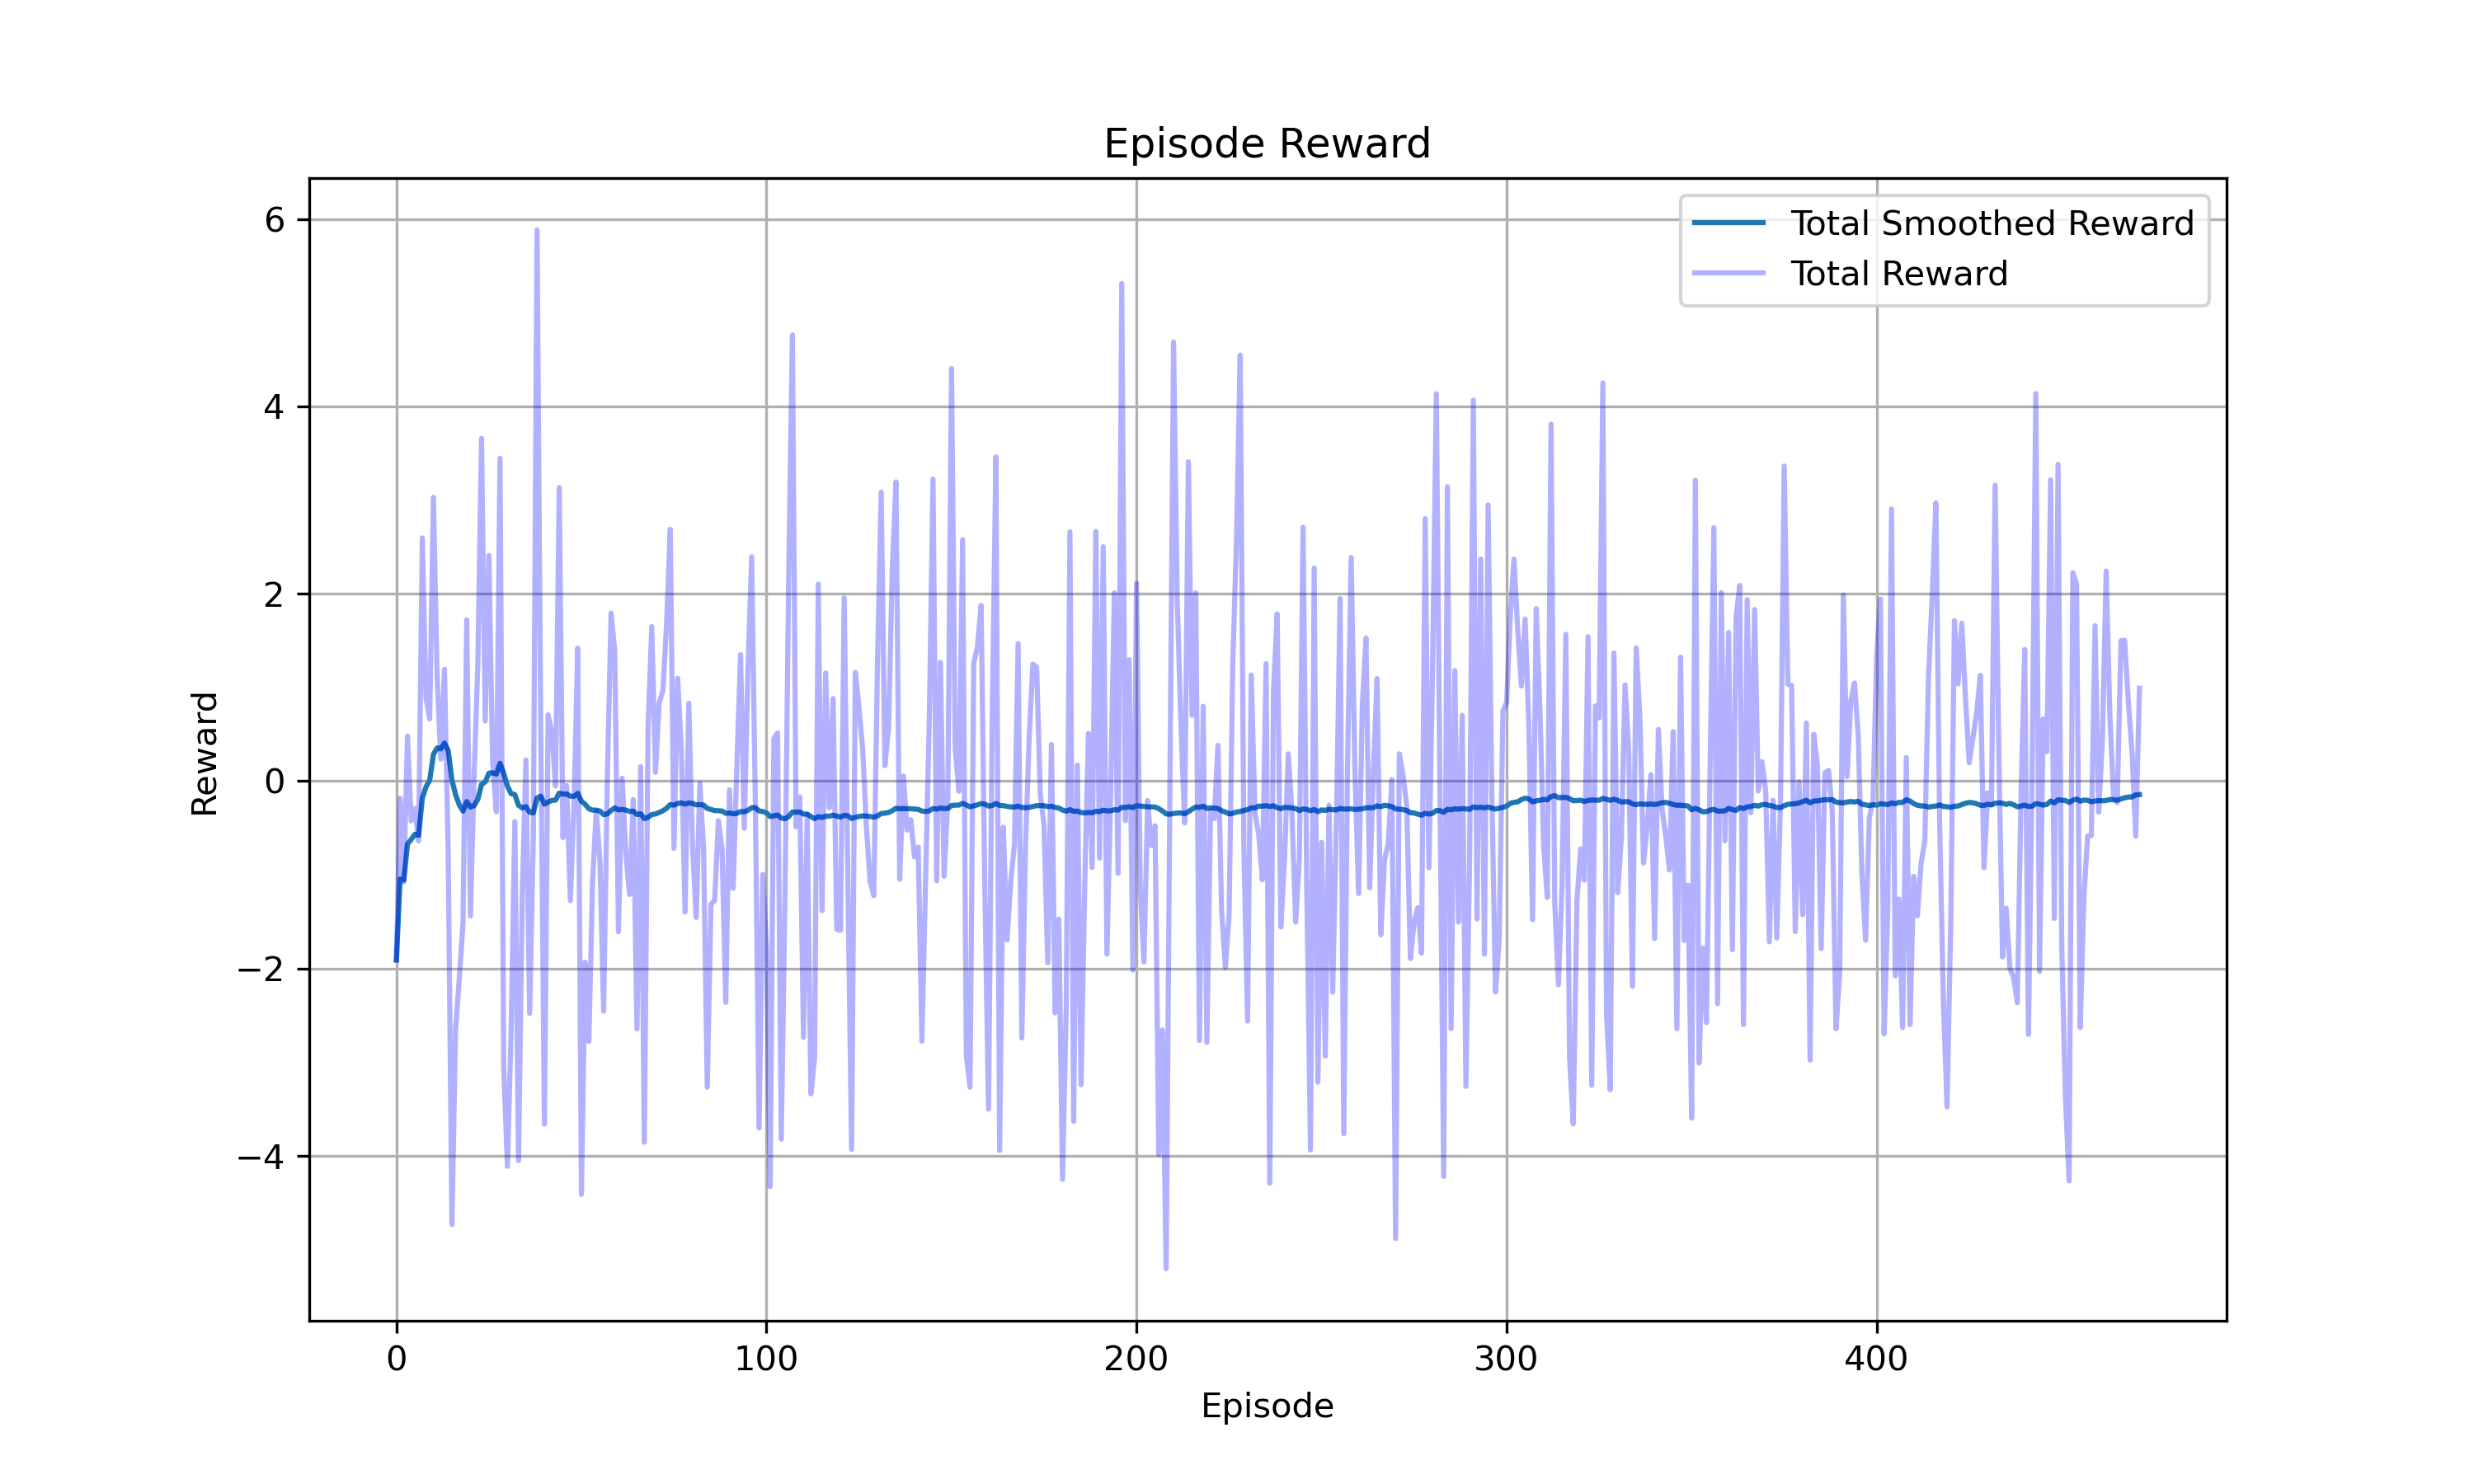 Episode Reward
Total Smoothed Reward
Total Reward
6
4
2
0
−2
−4
Reward
0 100 200 300 400
Episode